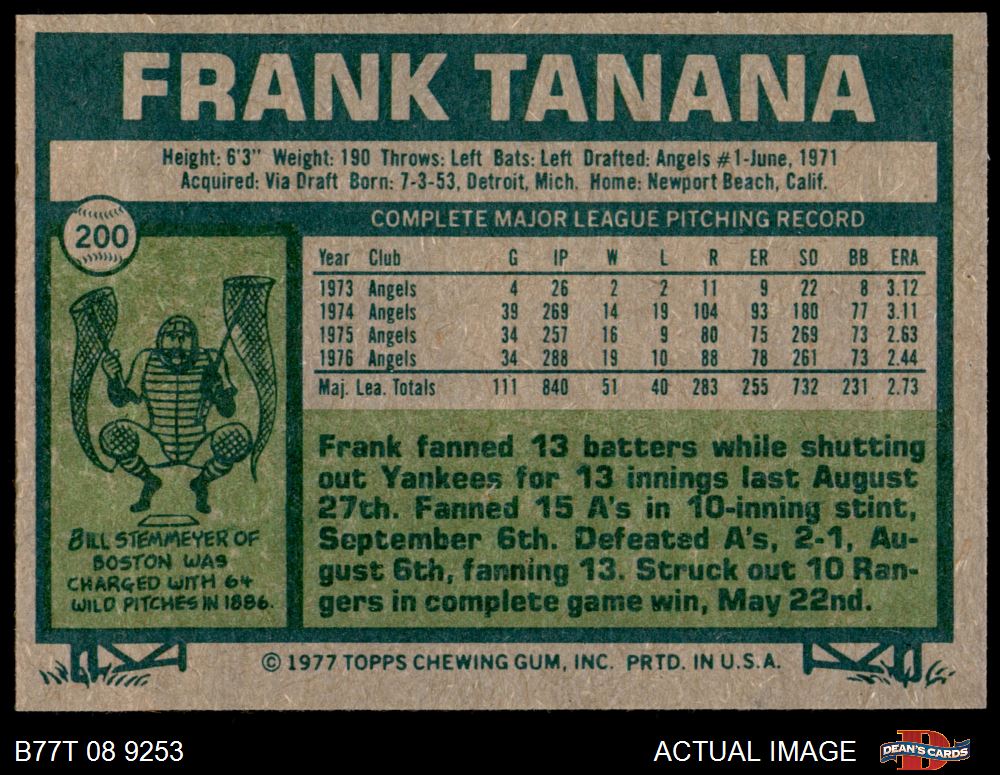 FRANK TANANA
Height: 6'3" Weight: 190 Throws: Left Bats: Left Drafted: Angels #1-June, 1971
Acquired: Via Draft Born: 7-3-53, Detroit, Mich. Home: Newport Beach, Calif.
200
COMPLETE MAJOR LEAGUE PITCHING RECORD
Year Club G IP W L R ER SO BB ERA
1973 Angels 4 26 2 2 11 9 22 8 3.12
1974 Angels 39 269 14 19 104 93 180 77 3.11
1975 Angels 34 257 16 9 80 75 269 73 2.63
1976 Angels 34 288 19 10 88 78 261 73 2.44
Maj. Lea. Totals 111 840 51 40 283 255 732 231 2.73
Frank fanned 13 batters while shutting
out Yankees for 13 innings last August
27th. Fanned 15 A's in 10-inning stint,
September 6th. Defeated A's, 2-1, Au-
gust 6th, fanning 13. Struck out 10 Ran-
gers in complete game win, May 22nd.
BILL STEMMEYER OF
BOSTON WAS
CHARGED WITH 64
WILD PITCHES IN 1886.
© 1977 TOPPS CHEWING GUM, INC. PRTD. IN U.S.A.
B77T 08 9253
ACTUAL IMAGE
D
DEAN'S CARDS